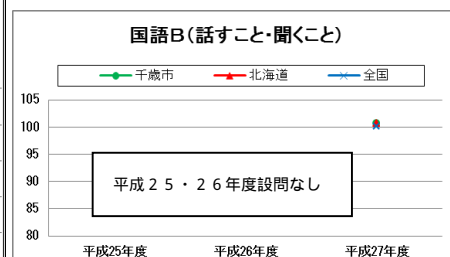 国語B(話すこと・聞くこと)
千歳市 北海道 全国
105
100
95
90
85
80
平成25・26年度設問なし
平成25年度 平成26年度 平成27年度